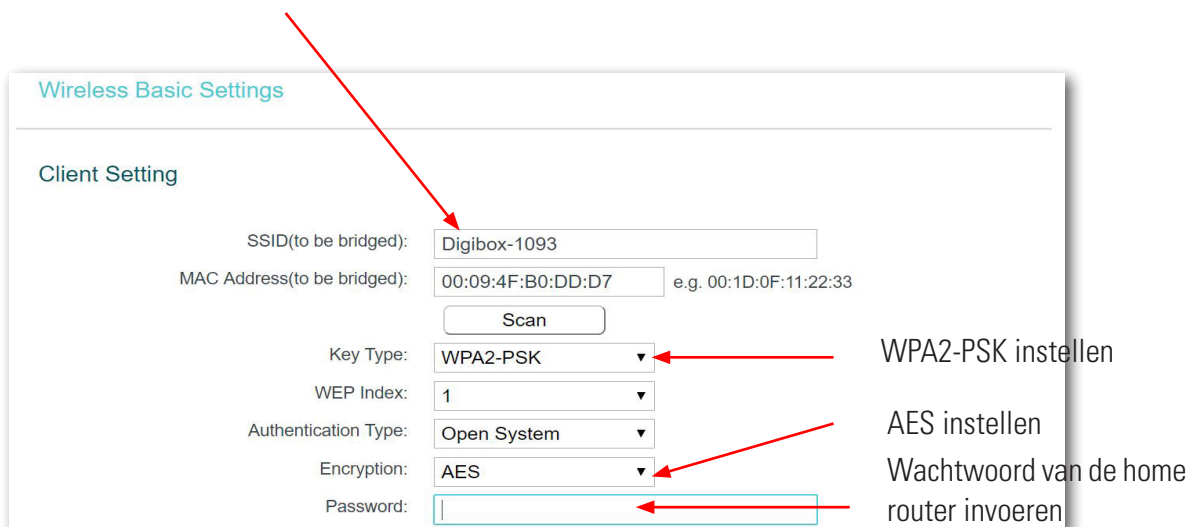 Wireless Basic Settings
Client Setting
SSID(to be bridged): Digibox-1093
MAC Address(to be bridged): 00:09:4F:B0:DD:D7 e.g. 00:1D:0F:11:22:33
Scan
Key Type: WPA2-PSK WPA2-PSK instellen
WEP Index: 1
Authentication Type: Open System AES instellen
Encryption: AES Wachtwoord van de home
Password: router invoeren